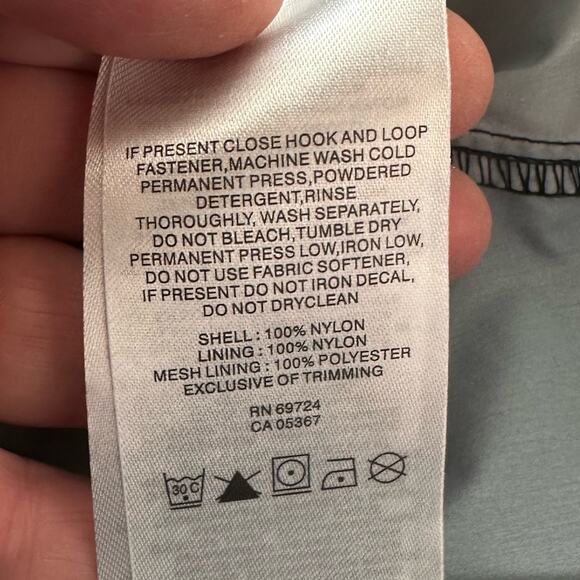 IF PRESENT CLOSE HOOK AND LOOP
FASTENER,MACHINE WASH COLD
PERMANENT PRESS,POWDERED
DETERGENT,RINSE
THOROUGHLY, WASH SEPARATELY,
DO NOT BLEACH,TUMBLE DRY
PERMANENT PRESS LOW,IRON LOW,
DO NOT USE FABRIC SOFTENER,
IF PRESENT DO NOT IRON DECAL,
DO NOT DRYCLEAN
SHELL : 100% NYLON
LINING : 100% NYLON
MESH LINING : 100% POLYESTER
EXCLUSIVE OF TRIMMING
RN 69724
CA 05367
30 C